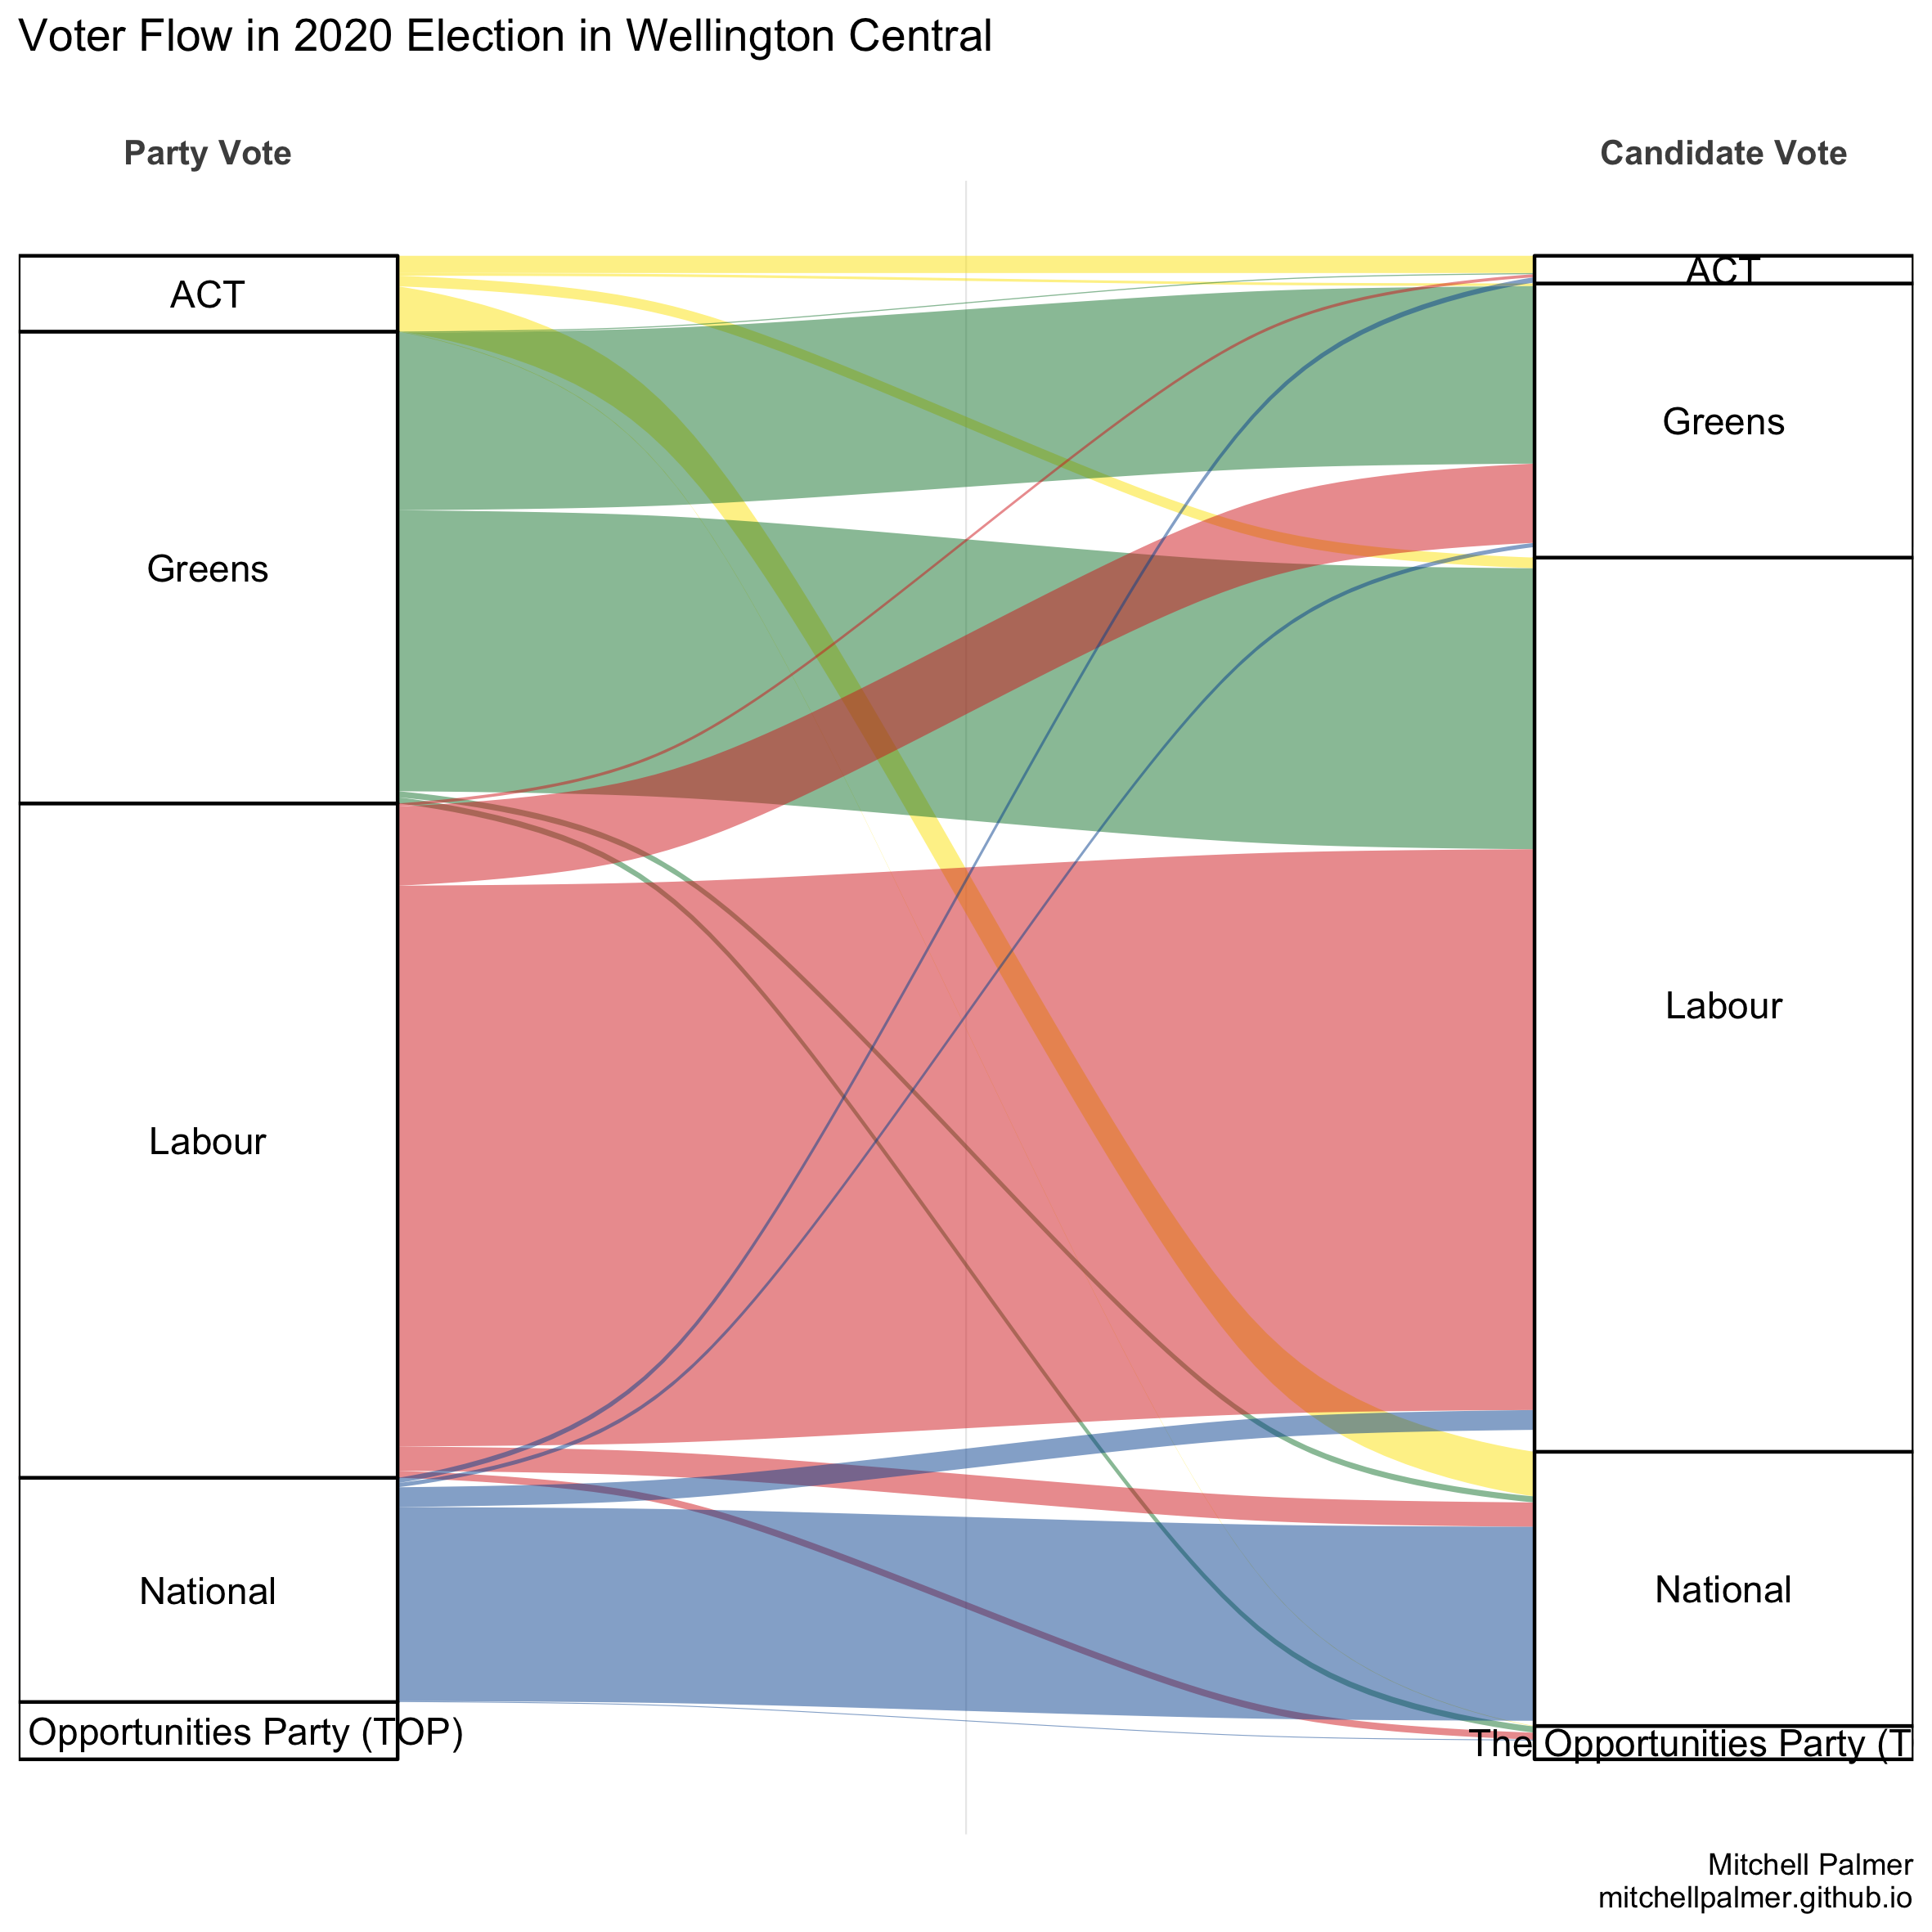 Voter Flow in 2020 Election in Wellington Central
Party Vote
Candidate Vote
ACT
Greens
Labour
National
Opportunities Party (TOP)
ACT
Greens
Labour
National
The Opportunities Party (T
Mitchell Palmer
mitchellpalmer.github.io